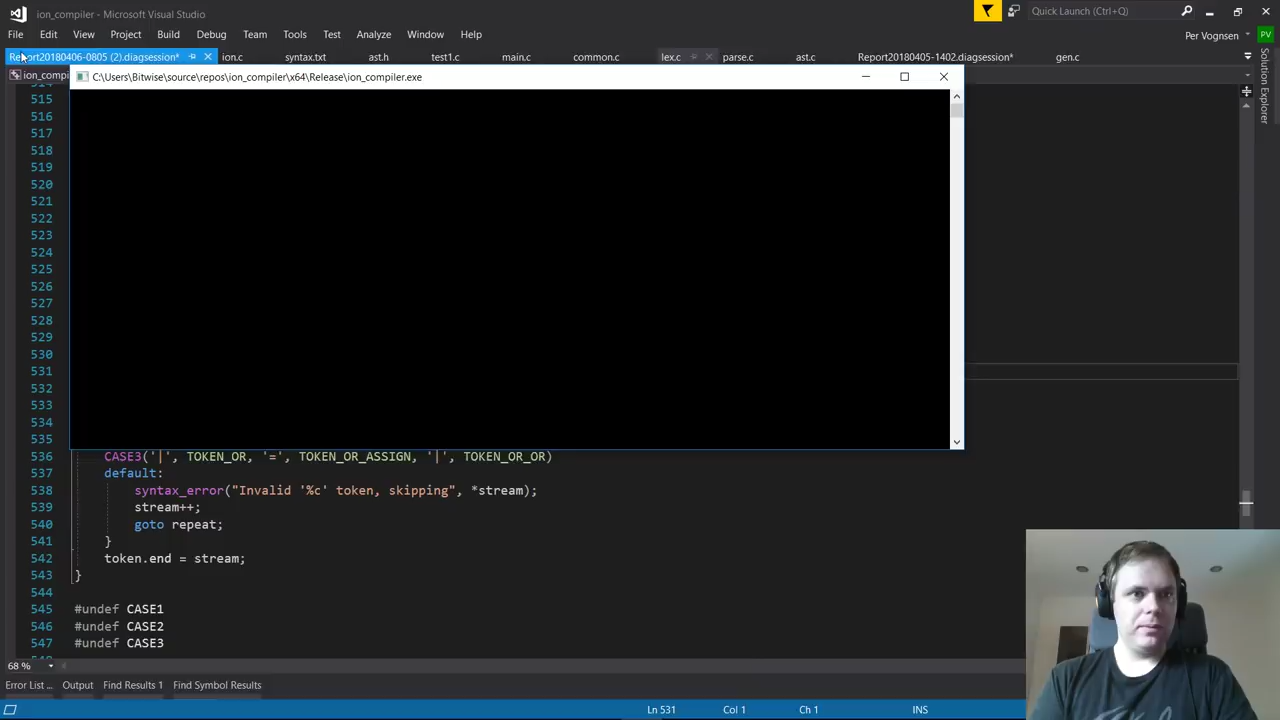 ion_compiler - Microsoft Visual Studio
Quick Launch (Ctrl+Q)
File Edit View Project Build Debug Team Tools Test Analyze Window Help
Per Vognsen
PV
Report20180406-0805 (2).diagsession* ion.c syntax.txt ast.h test1.c main.c common.c lex.c parse.c ast.c Report20180405-1402.diagsession* gen.c
Solution Explorer
ion_compi
C:\Users\Bitwise\source\repos\ion_compiler\x64\Release\ion_compiler.exe
515
516
517
518
519
520
521
522
523
524
525
526
527
528
529
530
531
532
533
534
535
536 CASE3('|', TOKEN_OR, '=', TOKEN_OR_ASSIGN, '|', TOKEN_OR_OR)
537 default:
538 syntax_error("Invalid '%c' token, skipping", *stream);
539 stream++;
540 goto repeat;
541 }
542 token.end = stream;
543 }
544
545 #undef CASE1
546 #undef CASE2
547 #undef CASE3
68 %
Error List ... Output Find Results 1 Find Symbol Results
Ln 531 Col 1 Ch 1 INS